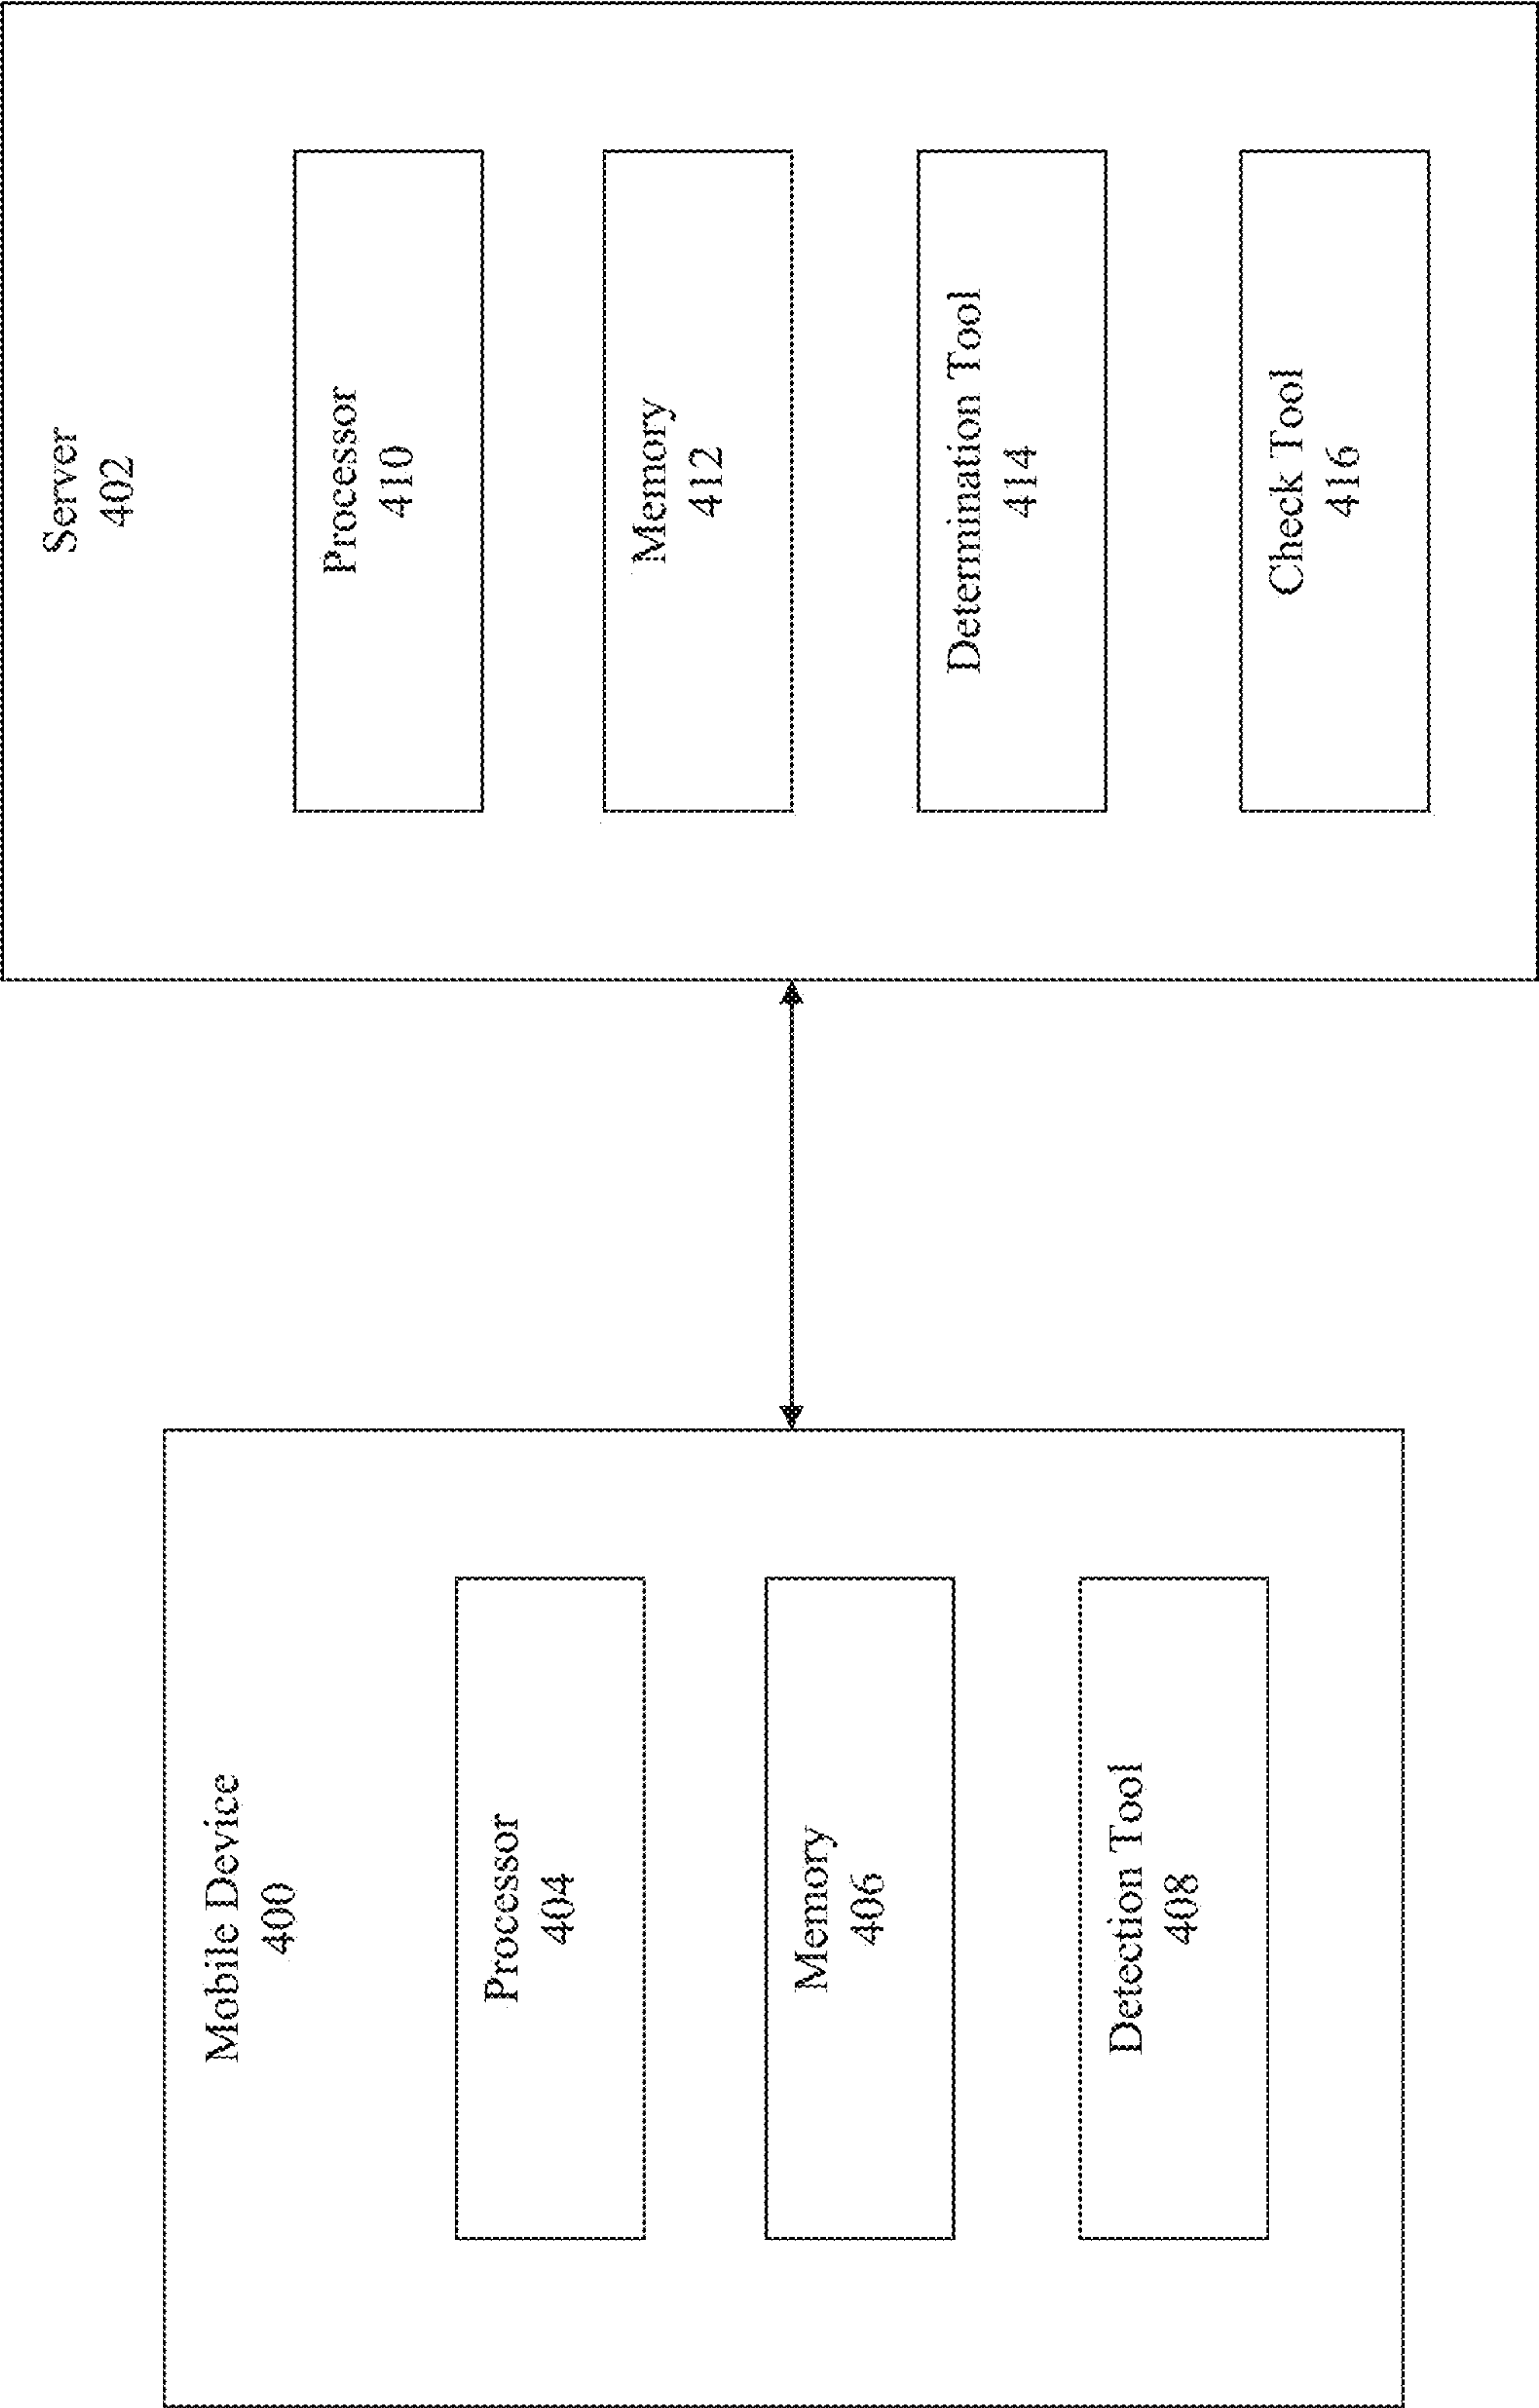 Mobile Device
400
Processor
404
Memory
406
Detection Tool
408
Server
402
Processor
410
Memory
412
Determination Tool
414
Check Tool
416